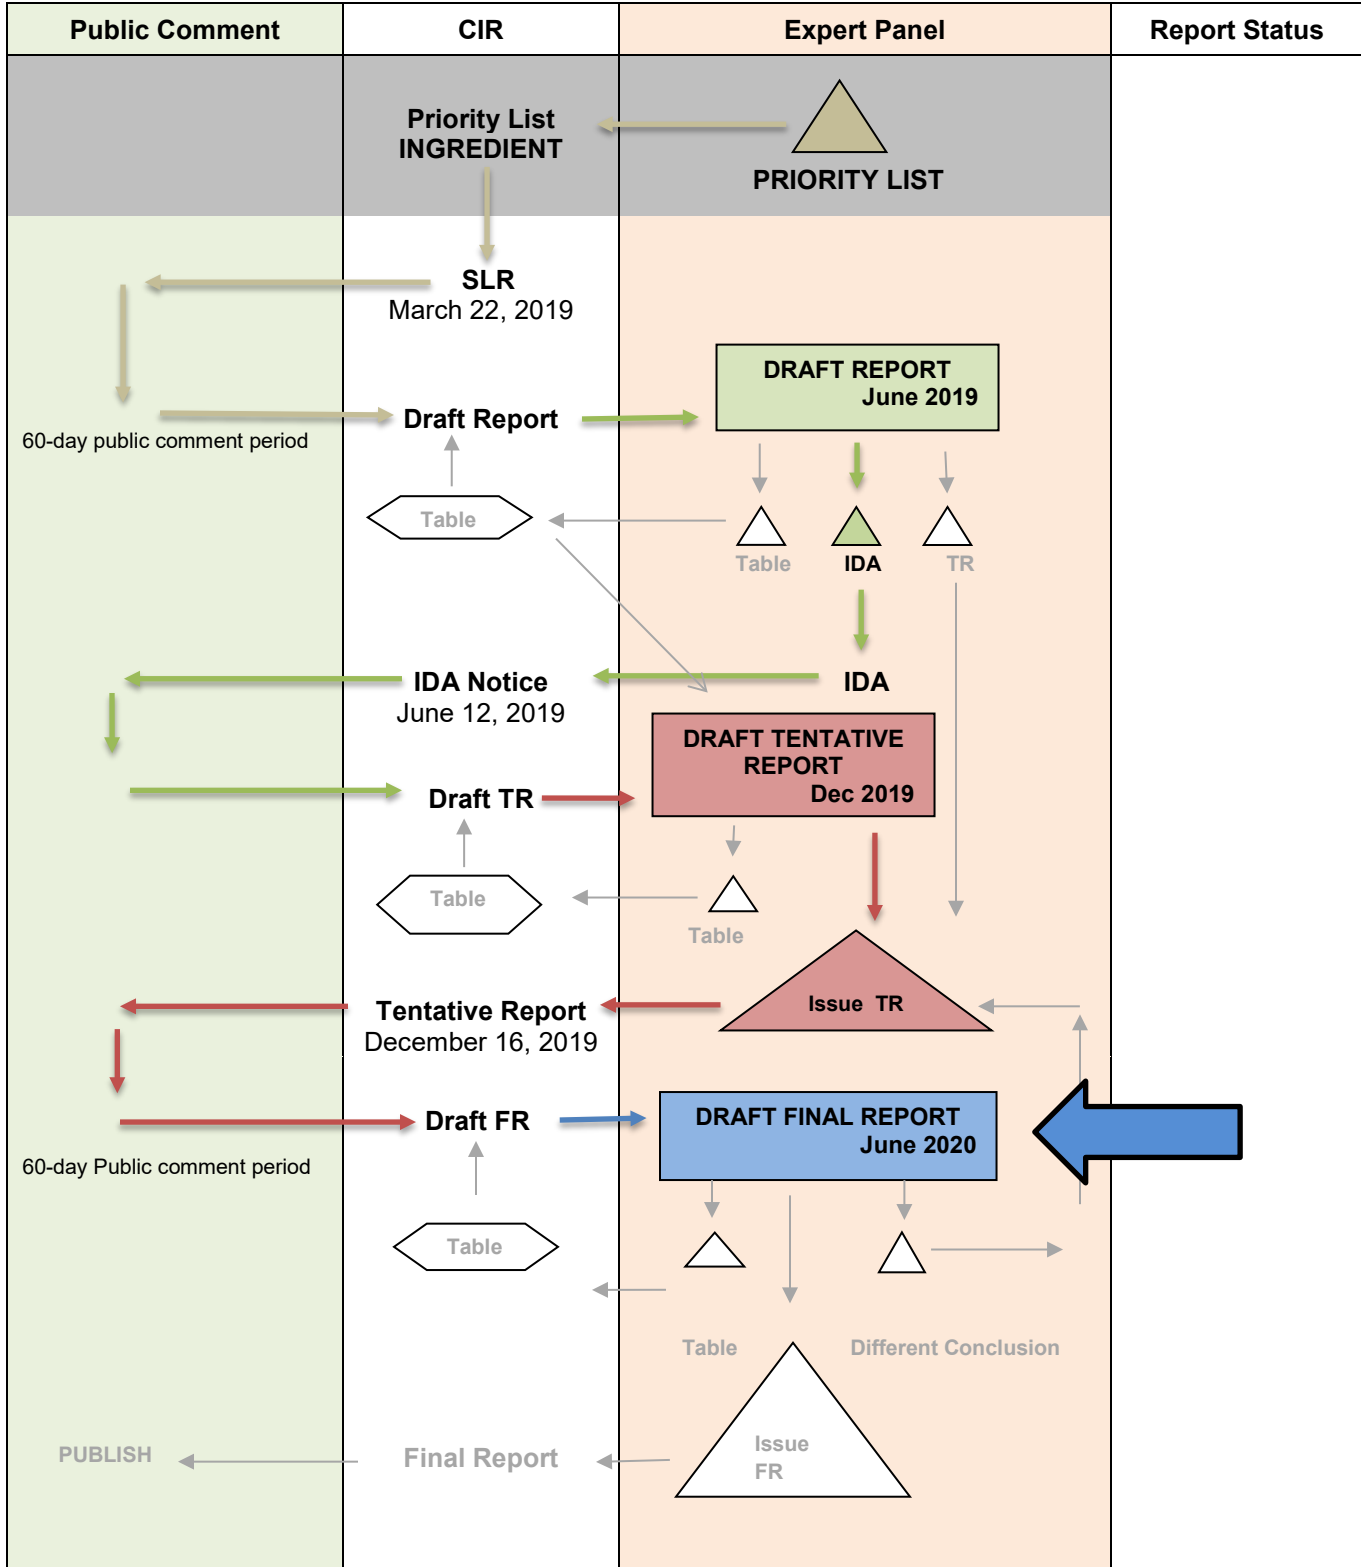 Public Comment
CIR
Expert Panel
Report Status
Priority List
INGREDIENT
PRIORITY LIST
SLR
March 22, 2019
60-day public comment period
Draft Report
DRAFT REPORT
June 2019
Table
Table
IDA
TR
IDA Notice
June 12, 2019
IDA
DRAFT TENTATIVE
REPORT
Dec 2019
Draft TR
Table
Table
Issue TR
Tentative Report
December 16, 2019
Draft FR
DRAFT FINAL REPORT
June 2020
60-day Public comment period
Table
Table
Different Conclusion
Issue
FR
Final Report
PUBLISH